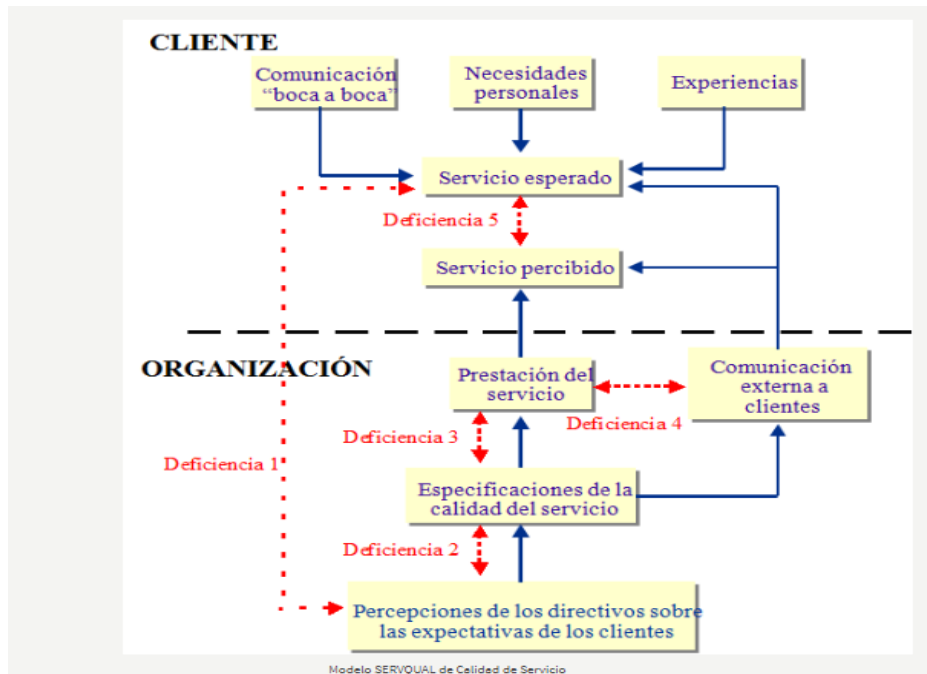 CLIENTE
Comunicación
“boca a boca”
Necesidades
personales
Experiencias
Servicio esperado
Deficiencia 5
Servicio percibido
ORGANIZACIÓN
Prestación del
servicio
Comunicación
externa a
clientes
Deficiencia 4
Deficiencia 3
Deficiencia 1
Especificaciones de la
calidad del servicio
Deficiencia 2
Percepciones de los directivos sobre
las expectativas de los clientes
Modelo SERVQUAL de Calidad de Servicio